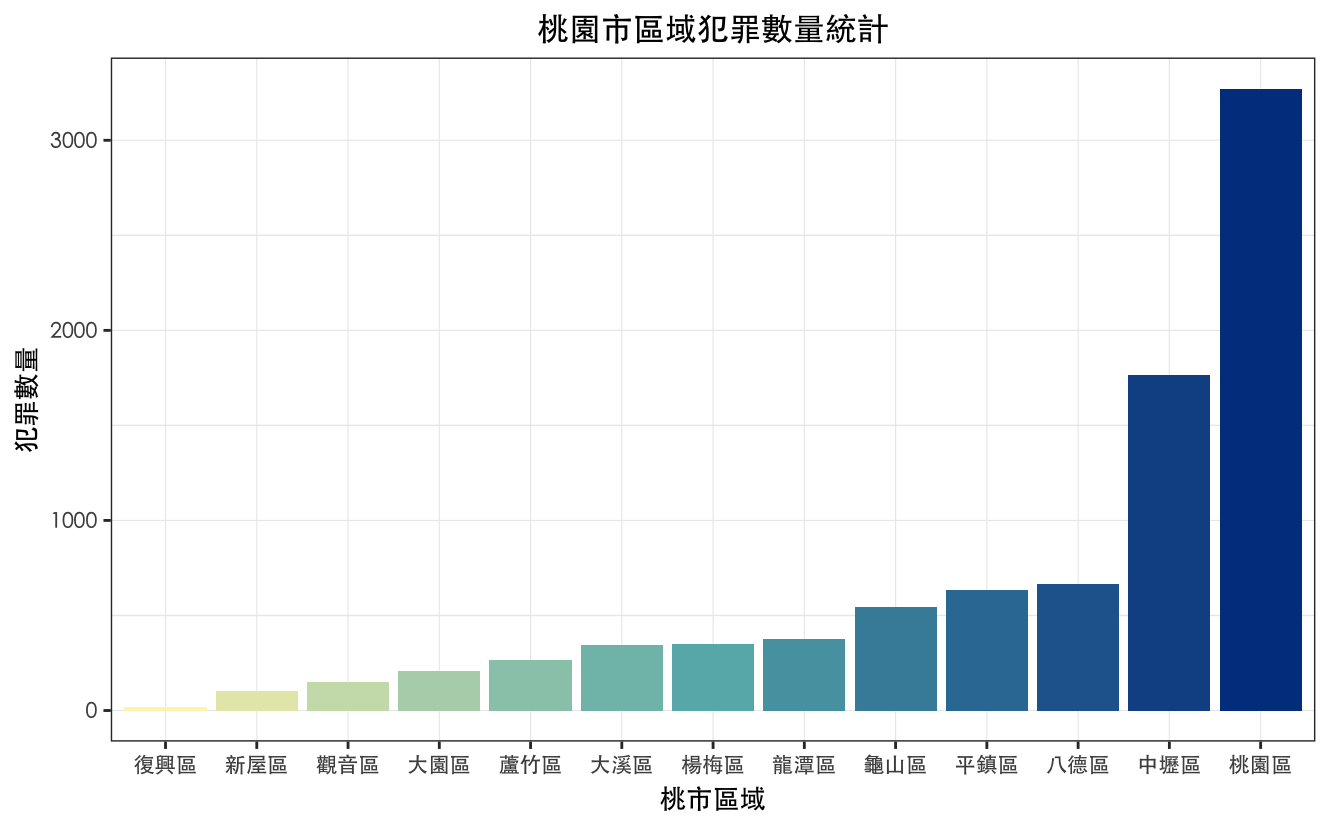 桃園市區域犯罪數量統計
犯罪數量
3000
2000
1000
0
復興區 新屋區 觀音區 大園區 蘆竹區 大溪區 楊梅區 龍潭區 龜山區 平鎮區 八德區 中壢區 桃園區
桃市區域